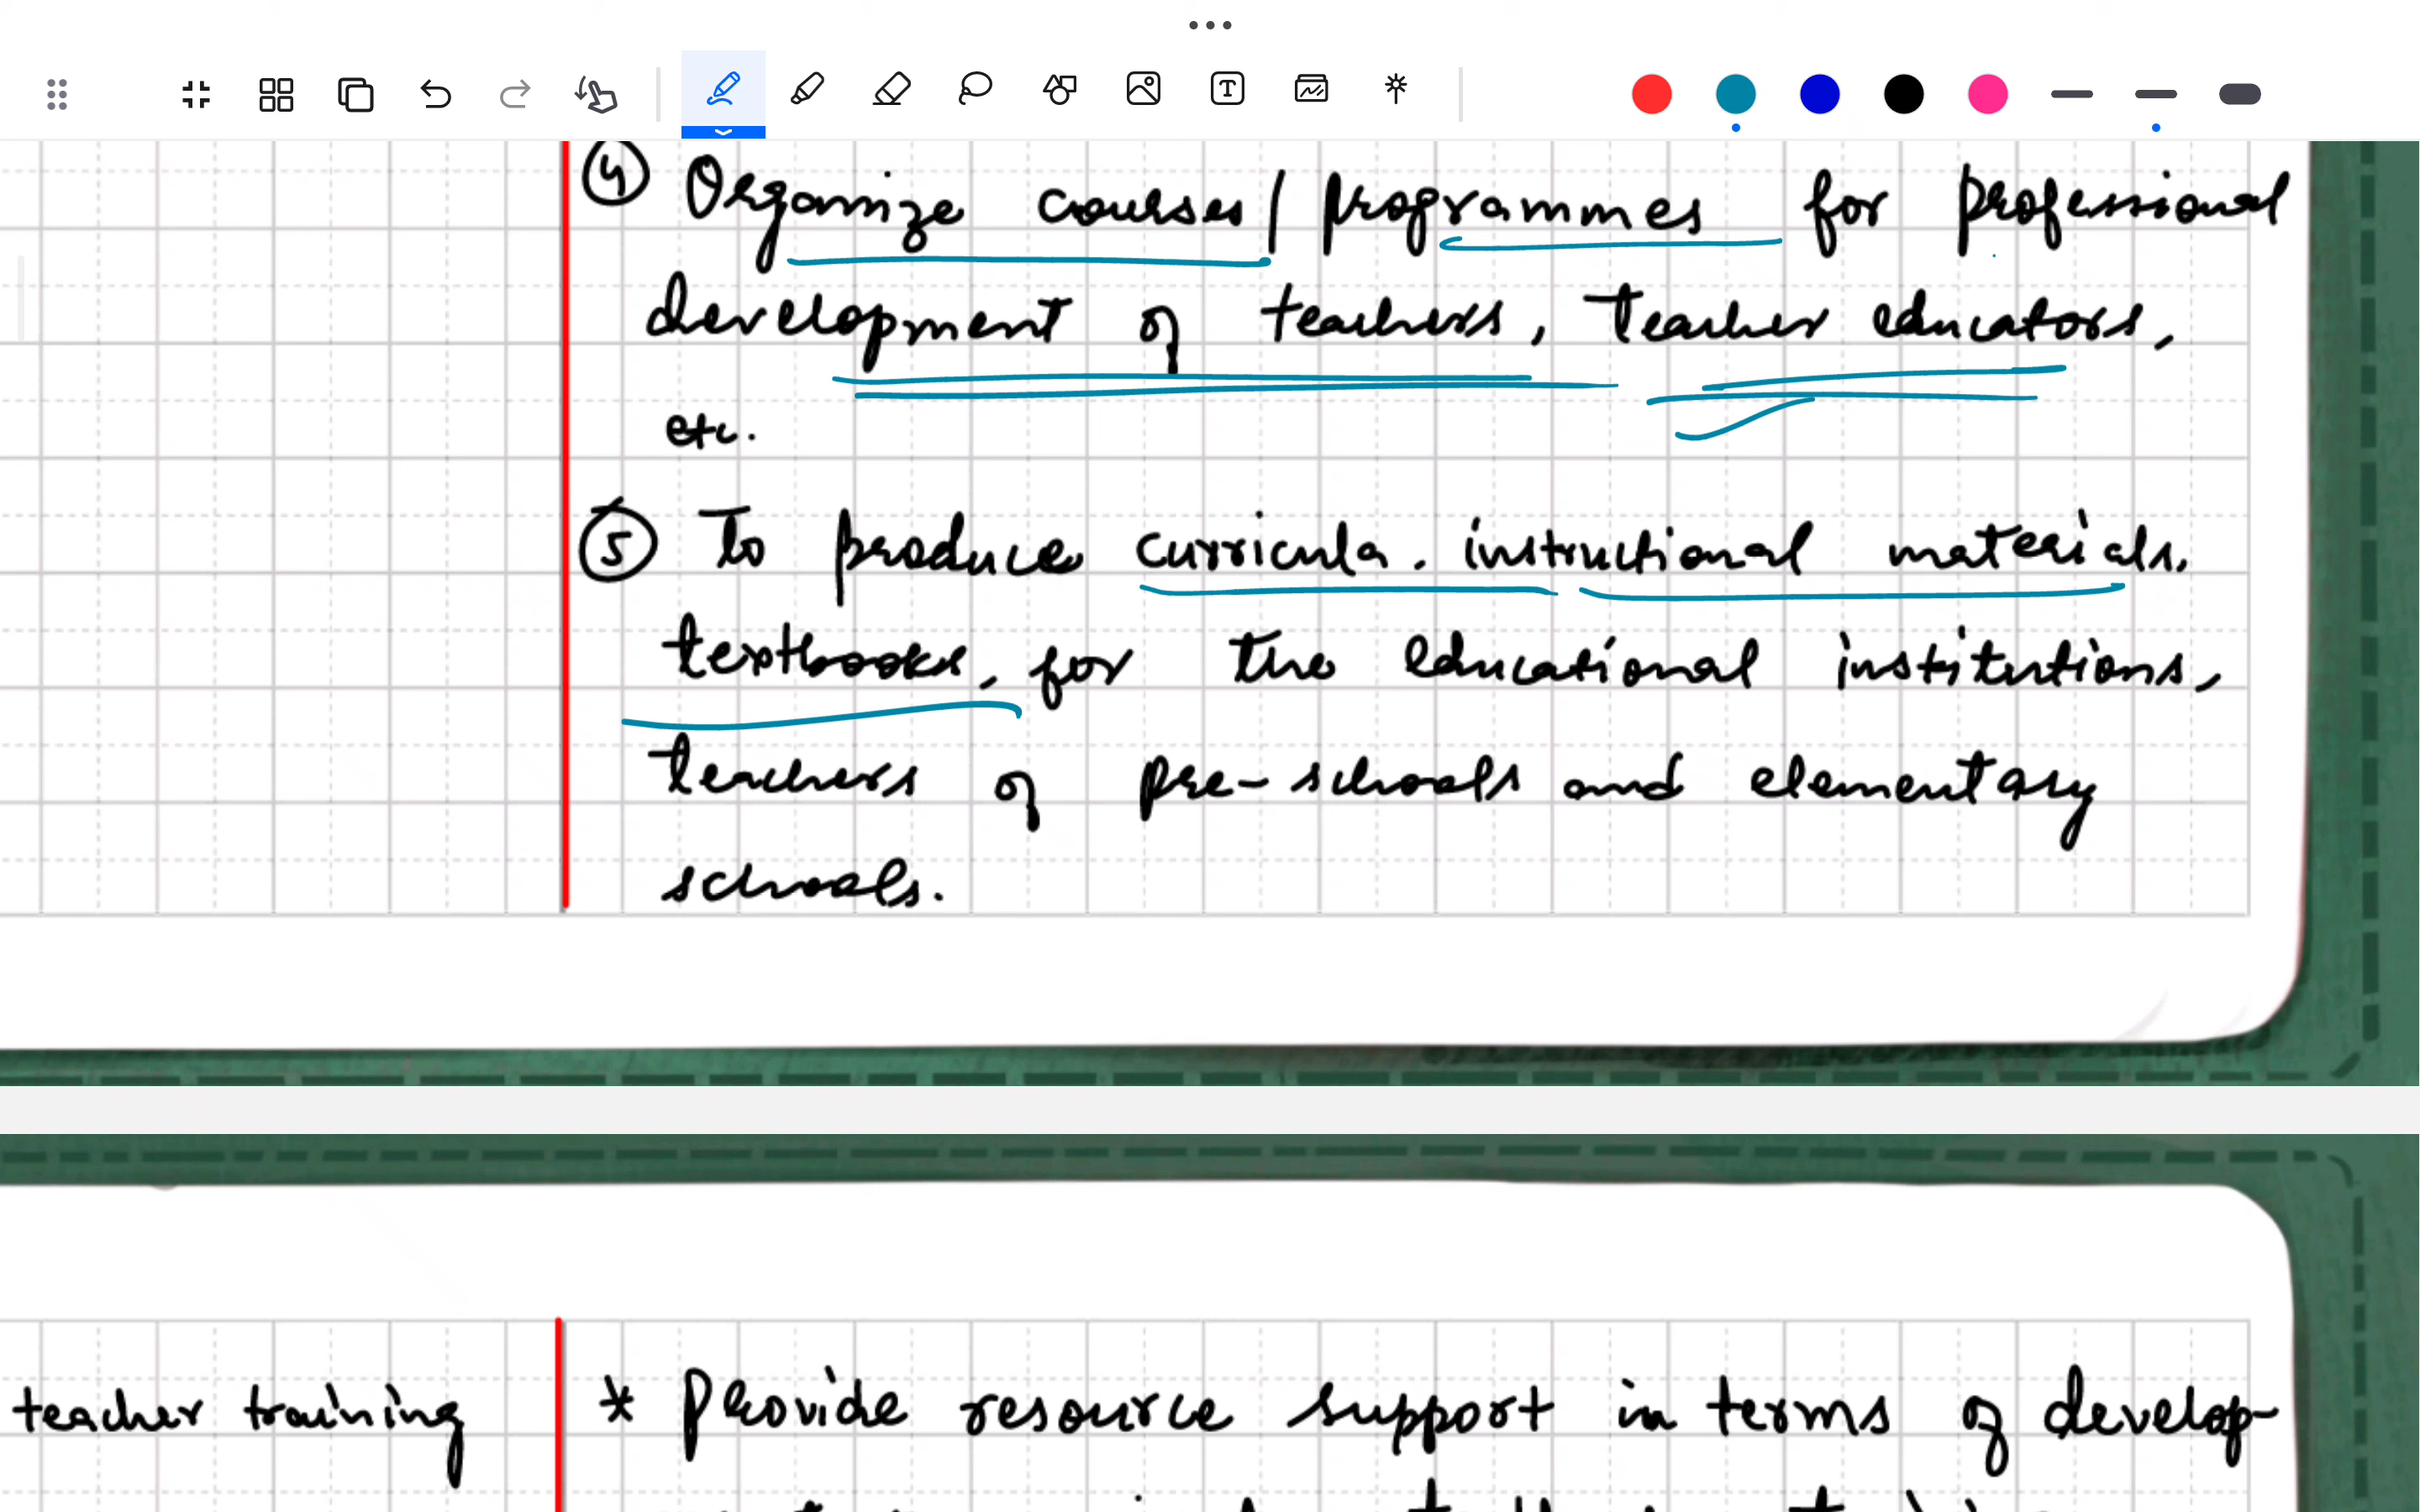 ④ Organize courses/programmes for professional
development of teachers, teacher educators,
etc.
⑤ To produce curricula. instructional materials,
textbooks, for the educational institutions,
teachers of pre-schools and elementary
schools.
teacher training
* Provide resource support in terms of develop-